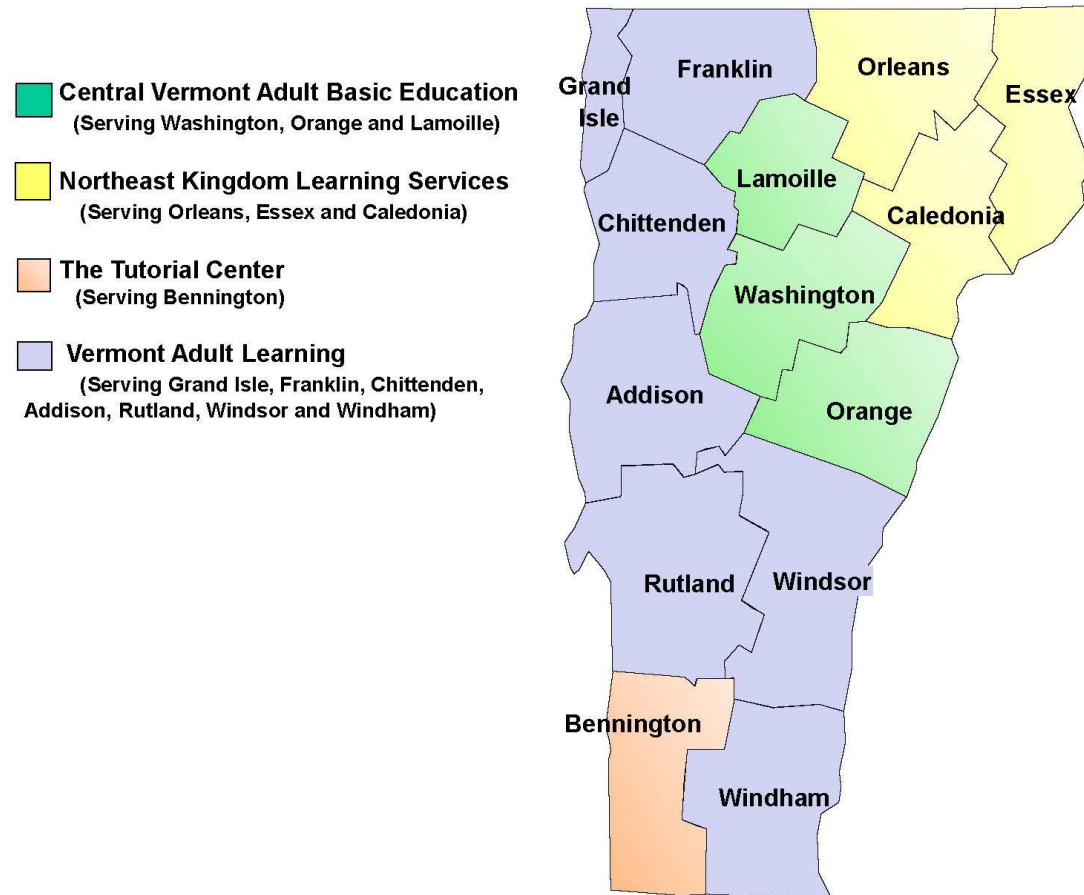 Central Vermont Adult Basic Education
(Serving Washington, Orange and Lamoille)
Northeast Kingdom Learning Services
(Serving Orleans, Essex and Caledonia)
The Tutorial Center
(Serving Bennington)
Vermont Adult Learning
(Serving Grand Isle, Franklin, Chittenden,
Addison, Rutland, Windsor and Windham)
Grand
Isle
Franklin
Orleans
Essex
Lamoille
Caledonia
Chittenden
Washington
Addison
Orange
Rutland
Windsor
Bennington
Windham